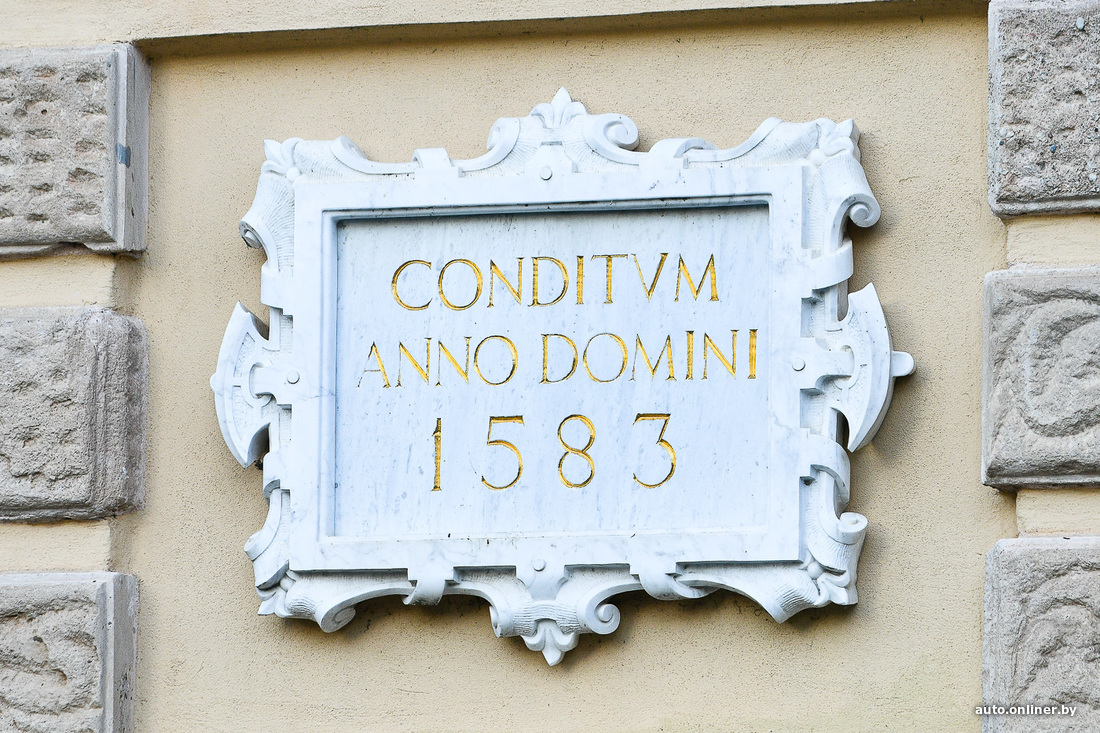 CONDITVM
ANNO DOMINI
1583
auto.onliner.by